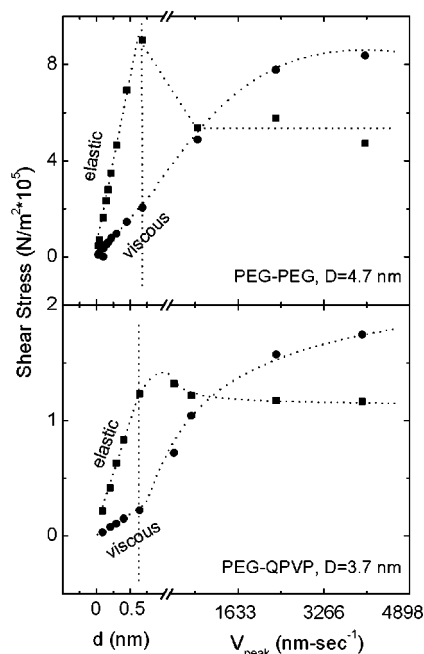 Shear Stress (N/m²*10⁵)
8
4
0
elastic
viscous
PEG-PEG, D=4.7 nm
2
1
0
elastic
viscous
PEG-QPVP, D=3.7 nm
0 0.5 1633 3266 4898
d (nm) V_peak (nm-sec⁻¹)